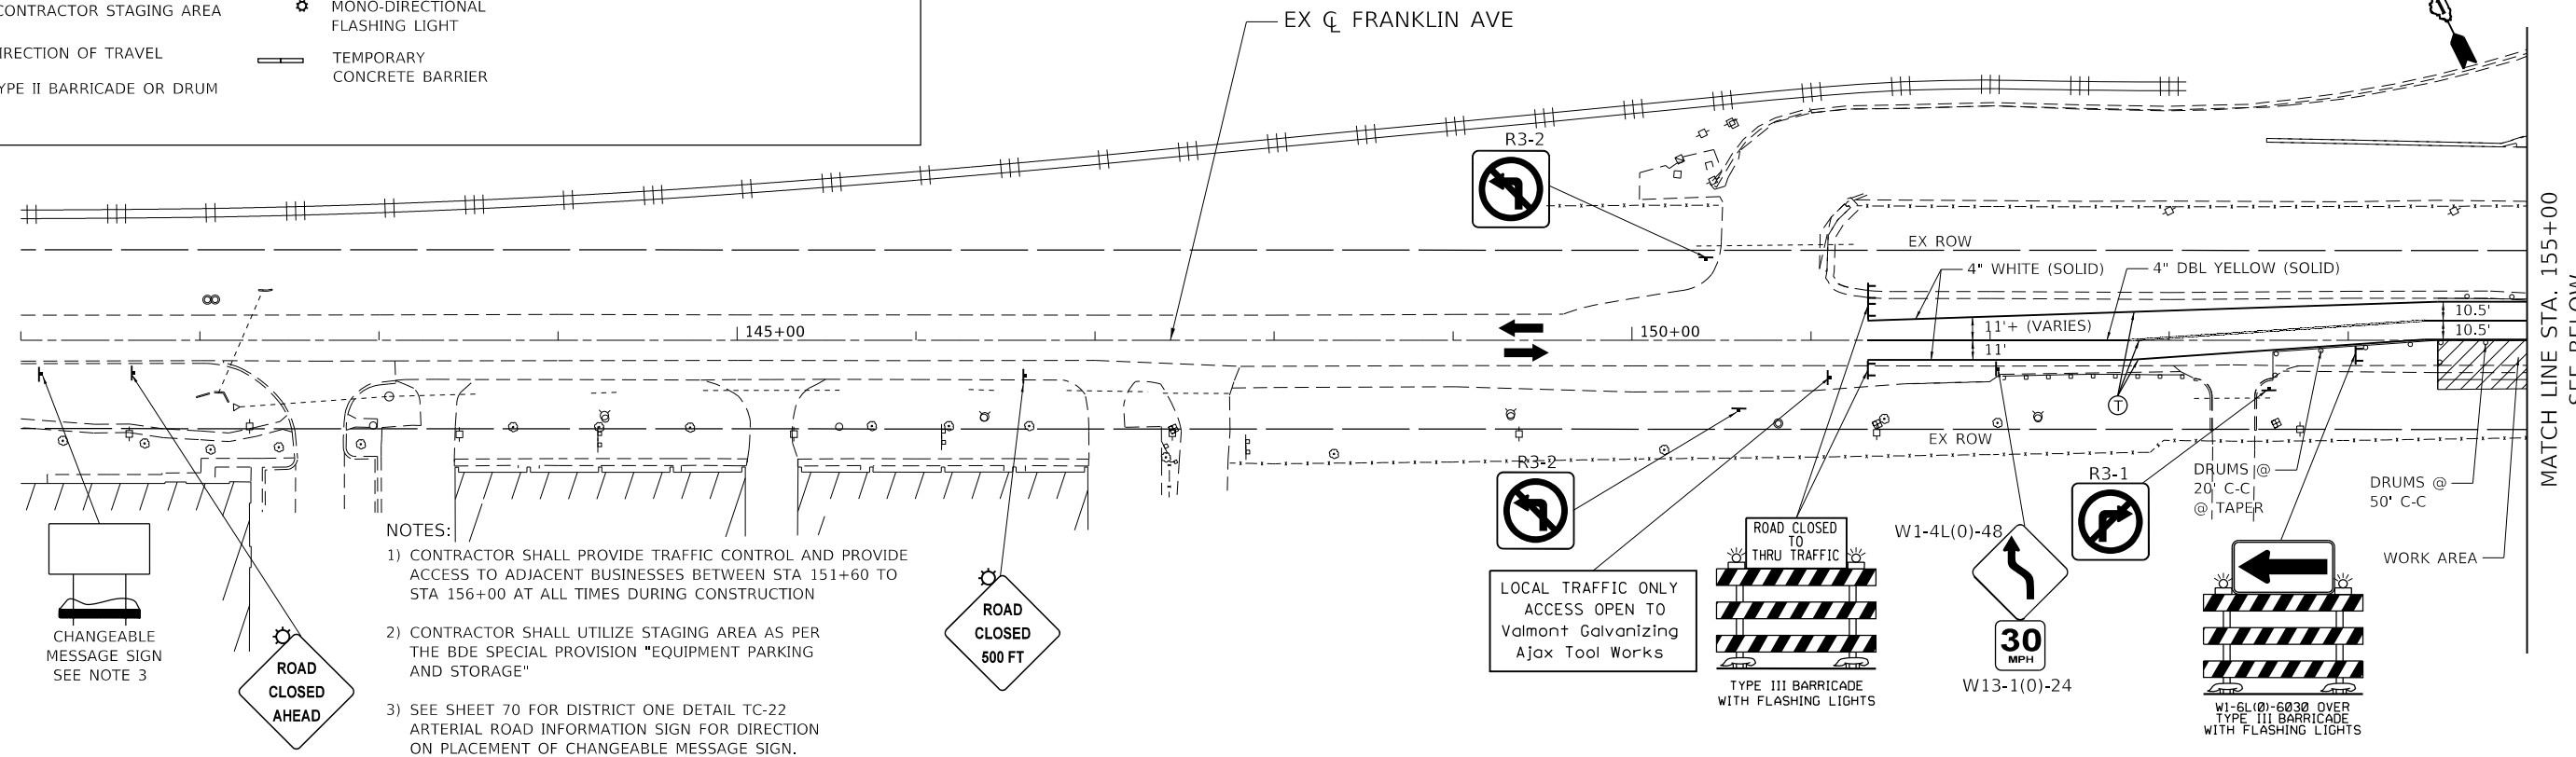 CONTRACTOR STAGING AREA
MONO-DIRECTIONAL
FLASHING LIGHT
DIRECTION OF TRAVEL
TEMPORARY
CONCRETE BARRIER
TYPE II BARRICADE OR DRUM
EX ℄ FRANKLIN AVE
R3-2
EX ROW
4" WHITE (SOLID)
4" DBL YELLOW (SOLID)
145+00
150+00
11'+ (VARIES)
11'
10.5'
10.5'
MATCH LINE STA. 155+00
SEE BELOW
T
EX ROW
R3-2
R3-1
DRUMS @
20' C-C
@ TAPER
DRUMS @
50' C-C
WORK AREA
CHANGEABLE
MESSAGE SIGN
SEE NOTE 3
ROAD
CLOSED
AHEAD
NOTES:
1) CONTRACTOR SHALL PROVIDE TRAFFIC CONTROL AND PROVIDE
ACCESS TO ADJACENT BUSINESSES BETWEEN STA 151+60 TO
STA 156+00 AT ALL TIMES DURING CONSTRUCTION
2) CONTRACTOR SHALL UTILIZE STAGING AREA AS PER
THE BDE SPECIAL PROVISION "EQUIPMENT PARKING
AND STORAGE"
3) SEE SHEET 70 FOR DISTRICT ONE DETAIL TC-22
ARTERIAL ROAD INFORMATION SIGN FOR DIRECTION
ON PLACEMENT OF CHANGEABLE MESSAGE SIGN.
ROAD
CLOSED
500 FT
LOCAL TRAFFIC ONLY
ACCESS OPEN TO
Valmont Galvanizing
Ajax Tool Works
ROAD CLOSED
TO
THRU TRAFFIC
TYPE III BARRICADE
WITH FLASHING LIGHTS
W1-4L(0)-48
30
MPH
W13-1(0)-24
W1-6L(0)-6030 OVER
TYPE III BARRICADE
WITH FLASHING LIGHTS